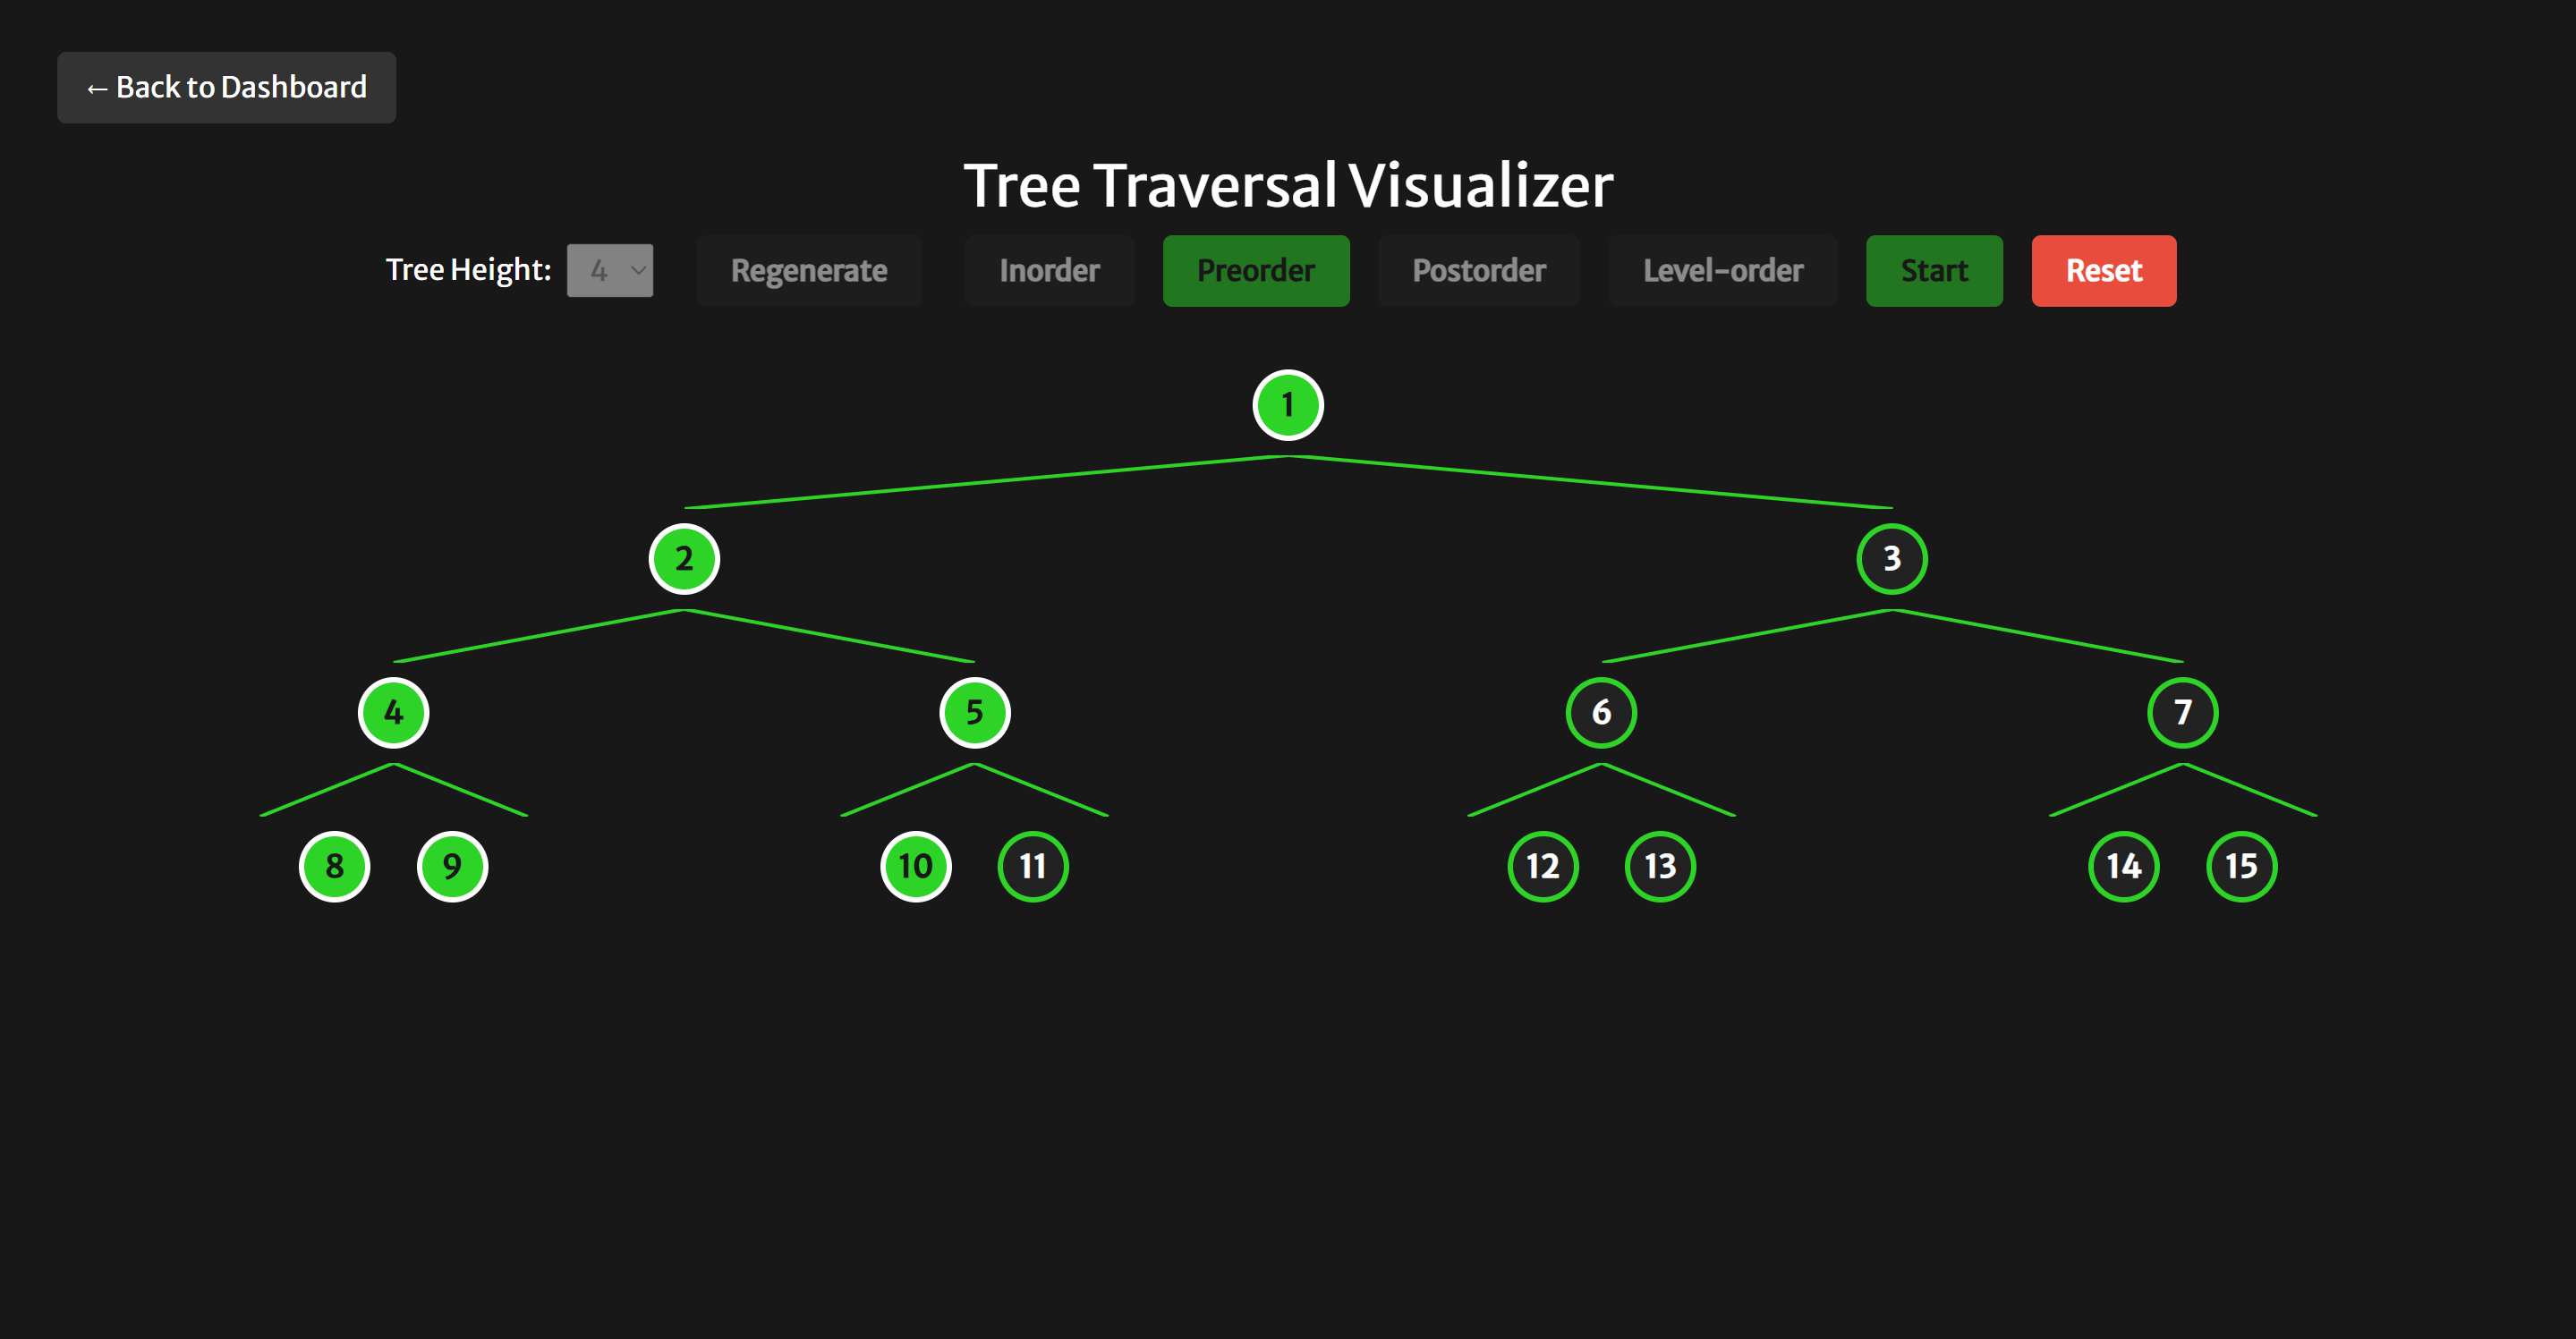 ← Back to Dashboard
Tree Traversal Visualizer
Tree Height: 4 Regenerate Inorder Preorder Postorder Level-order Start Reset
1
2 3
4 5 6 7
8 9 10 11 12 13 14 15